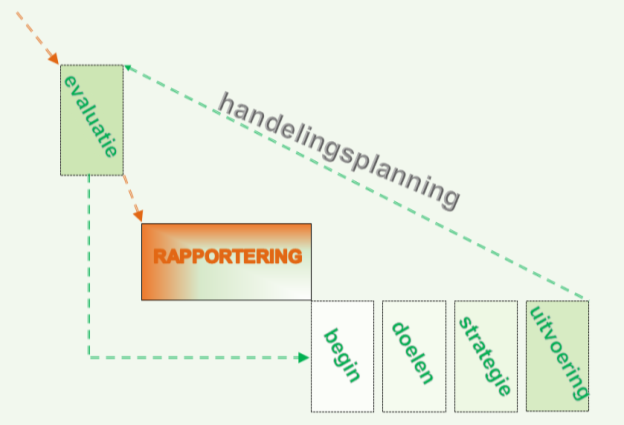 evaluatie
handelingsplanning
RAPPORTERING
begin
doelen
strategie
uitvoering